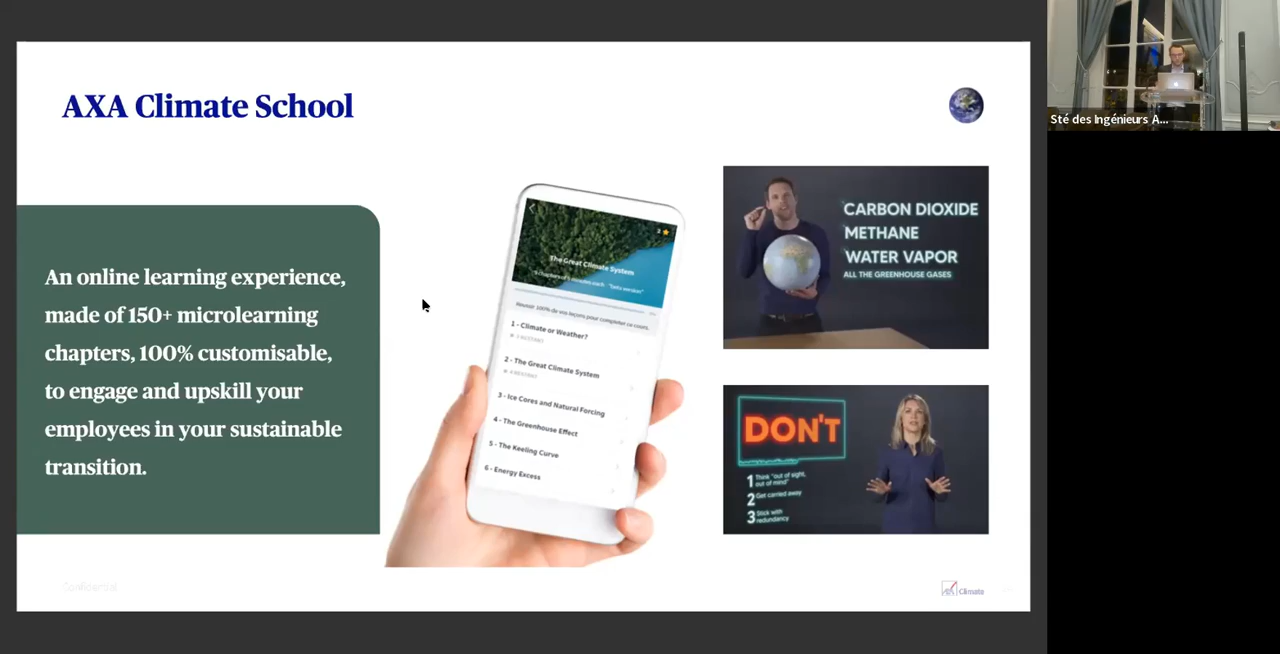 AXA Climate School
An online learning experience,
made of 150+ microlearning
chapters, 100% customisable,
to engage and upskill your
employees in your sustainable
transition.
3
The Great Climate System
1 - Climate or Weather?
2 - The Great Climate System
3 - Ice Cores and Natural Forcing
4 - The Greenhouse Effect
5 - The Keeling Curve
6 - Energy Excess
CARBON DIOXIDE
METHANE
WATER VAPOR
ALL THE GREENHOUSE GASES
DON'T
1 Think "out of sight,
out of mind"
2 Get carried away
3 Stick with
redundancy
Confidential
AXA Climate
Sté des Ingénieurs A...